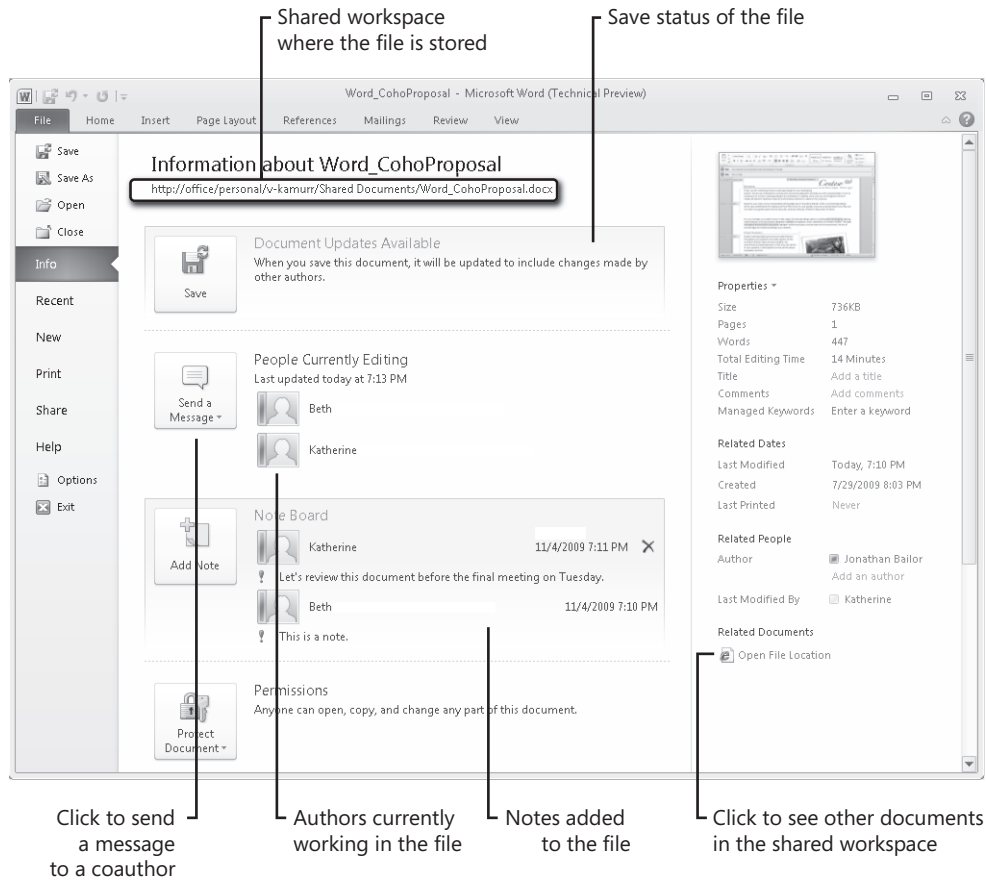 Shared workspace
where the file is stored
Save status of the file
Word_CohoProposal - Microsoft Word (Technical Preview)
File Home Insert Page Layout References Mailings Review View
Save
Save As
Open
Close
Info
Recent
New
Print
Share
Help
Options
Exit
Information about Word_CohoProposal
http://office/personal/v-kamurr/Shared Documents/Word_CohoProposal.docx
Save
Document Updates Available
When you save this document, it will be updated to include changes made by
other authors.
Send a
Message
People Currently Editing
Last updated today at 7:13 PM
Beth
Katherine
Add Note
Note Board
Katherine 11/4/2009 7:11 PM
Let's review this document before the final meeting on Tuesday.
Beth 11/4/2009 7:10 PM
This is a note.
Protect
Document
Permissions
Anyone can open, copy, and change any part of this document.
Properties
Size 736KB
Pages 1
Words 447
Total Editing Time 14 Minutes
Title Add a title
Comments Add comments
Managed Keywords Enter a keyword
Related Dates
Last Modified Today, 7:10 PM
Created 7/29/2009 8:03 PM
Last Printed Never
Related People
Author Jonathan Bailor
Add an author
Last Modified By Katherine
Related Documents
Open File Location
Click to send
a message
to a coauthor
Authors currently
working in the file
Notes added
to the file
Click to see other documents
in the shared workspace